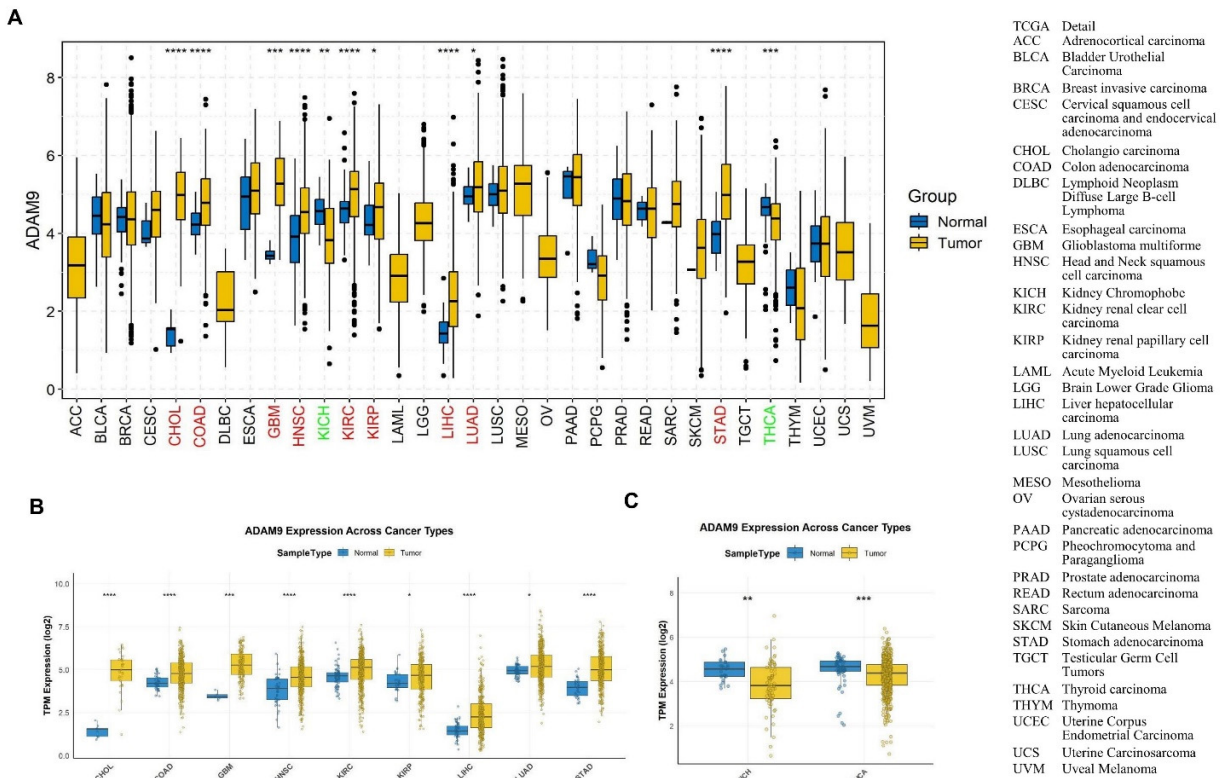 A
**** **** *** **** ** **** * **** * **** ***
ADAM9
8
6
4
2
0
ACC BLCA BRCA CESC CHOL COAD DLBC ESCA GBM HNSC KICH KIRC KIRP LAML LGG LIHC LUAD LUSC MESO OV PAAD PCPG PRAD READ SARC SKCM STAD TGCT THCA THYM UCEC UCS UVM
Group
Normal
Tumor
TCGA Detail
ACC Adrenocortical carcinoma
BLCA Bladder Urothelial
Carcinoma
BRCA Breast invasive carcinoma
CESC Cervical squamous cell
carcinoma and endocervical
adenocarcinoma
CHOL Cholangio carcinoma
COAD Colon adenocarcinoma
DLBC Lymphoid Neoplasm
Diffuse Large B-cell
Lymphoma
ESCA Esophageal carcinoma
GBM Glioblastoma multiforme
HNSC Head and Neck squamous
cell carcinoma
KICH Kidney Chromophobe
KIRC Kidney renal clear cell
carcinoma
KIRP Kidney renal papillary cell
carcinoma
LAML Acute Myeloid Leukemia
LGG Brain Lower Grade Glioma
LIHC Liver hepatocellular
carcinoma
LUAD Lung adenocarcinoma
LUSC Lung squamous cell
carcinoma
MESO Mesothelioma
OV Ovarian serous
cystadenocarcinoma
PAAD Pancreatic adenocarcinoma
PCPG Pheochromocytoma and
Paraganglioma
PRAD Prostate adenocarcinoma
READ Rectum adenocarcinoma
SARC Sarcoma
SKCM Skin Cutaneous Melanoma
STAD Stomach adenocarcinoma
TGCT Testicular Germ Cell
Tumors
THCA Thyroid carcinoma
THYM Thymoma
UCEC Uterine Corpus
Endometrial Carcinoma
UCS Uterine Carcinosarcoma
UVM Uveal Melanoma
B
ADAM9 Expression Across Cancer Types
SampleType Normal Tumor
**** **** *** **** **** * **** * ****
TPM Expression (log2)
10.0
7.5
5.0
2.5
0.0
CHOL COAD GBM HNSC KIRC KIRP LIHC LUAD STAD
C
ADAM9 Expression Across Cancer Types
SampleType Normal Tumor
** ***
TPM Expression (log2)
8
6
4
2